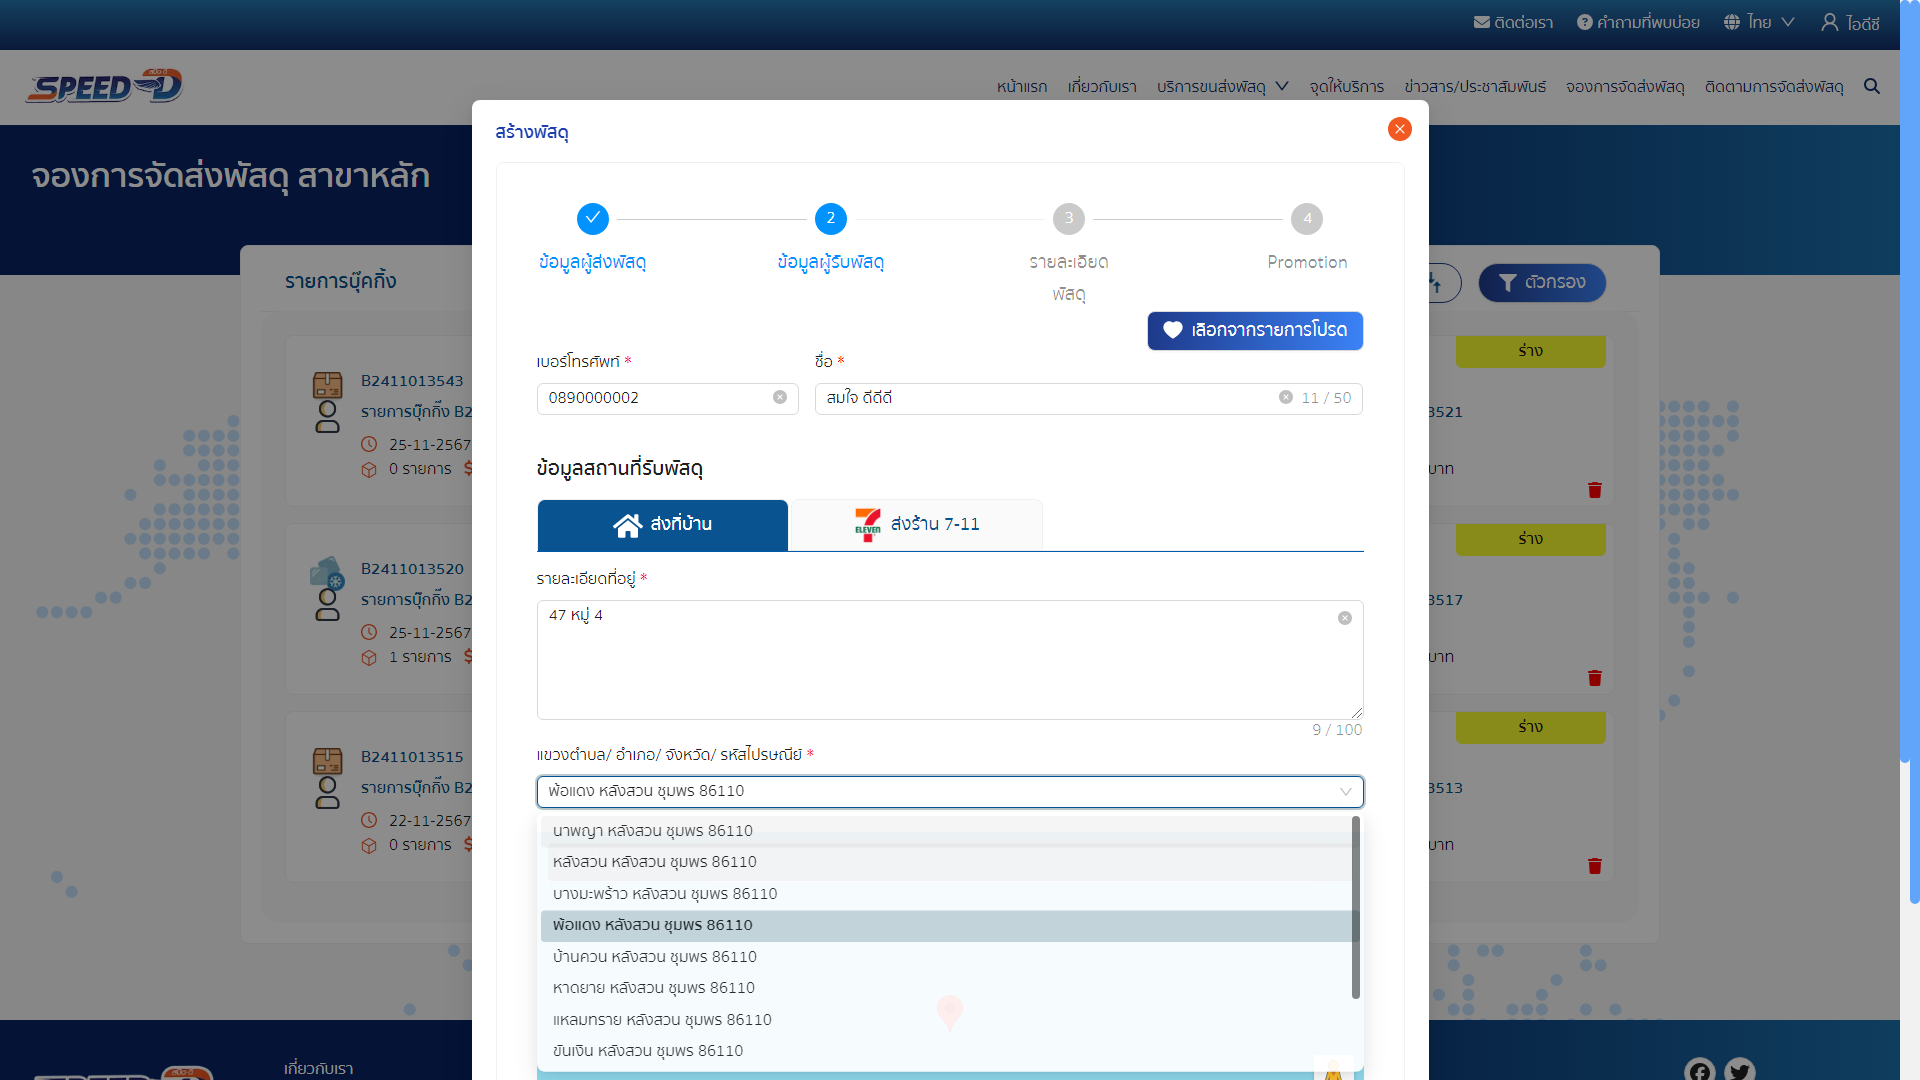 ติดต่อเรา
คำถามที่พบบ่อย
ไทย
ไอดีซี
SPEED-D
หน้าแรก
เกี่ยวกับเรา
บริการขนส่งพัสดุ
จุดให้บริการ
ข่าวสาร/ประชาสัมพันธ์
จองการจัดส่งพัสดุ
ติดตามการจัดส่งพัสดุ
จองการจัดส่งพัสดุ สาขาหลัก
รายการบุ๊คกิ้ง
ตัวกรอง
B2411013543
รายการบุ๊กกิ้ง B2
25-11-2567
0 รายการ $
B2411013520
รายการบุ๊กกิ้ง B2
25-11-2567
1 รายการ $
B2411013515
รายการบุ๊กกิ้ง B2
22-11-2567
0 รายการ $
สร้างพัสดุ
2
3
4
ข้อมูลผู้ส่งพัสดุ
ข้อมูลผู้รับพัสดุ
รายละเอียด
พัสดุ
Promotion
เลือกจากรายการโปรด
เบอร์โทรศัพท์ *
ชื่อ *
0890000002
สมใจ ดีดีดี
11 / 50
ข้อมูลสถานที่รับพัสดุ
ส่งที่บ้าน
7 ELEVEN
ส่งร้าน 7-11
รายละเอียดที่อยู่ *
47 หมู่ 4
9 / 100
แขวงตำบล/ อำเภอ/ จังหวัด/ รหัสไปรษณีย์ *
พ้อแดง หลังสวน ชุมพร 86110
นาพญา หลังสวน ชุมพร 86110
หลังสวน หลังสวน ชุมพร 86110
บางมะพร้าว หลังสวน ชุมพร 86110
พ้อแดง หลังสวน ชุมพร 86110
บ้านควน หลังสวน ชุมพร 86110
หาดยาย หลังสวน ชุมพร 86110
แหลมทราย หลังสวน ชุมพร 86110
ขันเงิน หลังสวน ชุมพร 86110
ร่าง
3521
บาท
ร่าง
3517
บาท
ร่าง
3513
บาท
เกี่ยวกับเรา